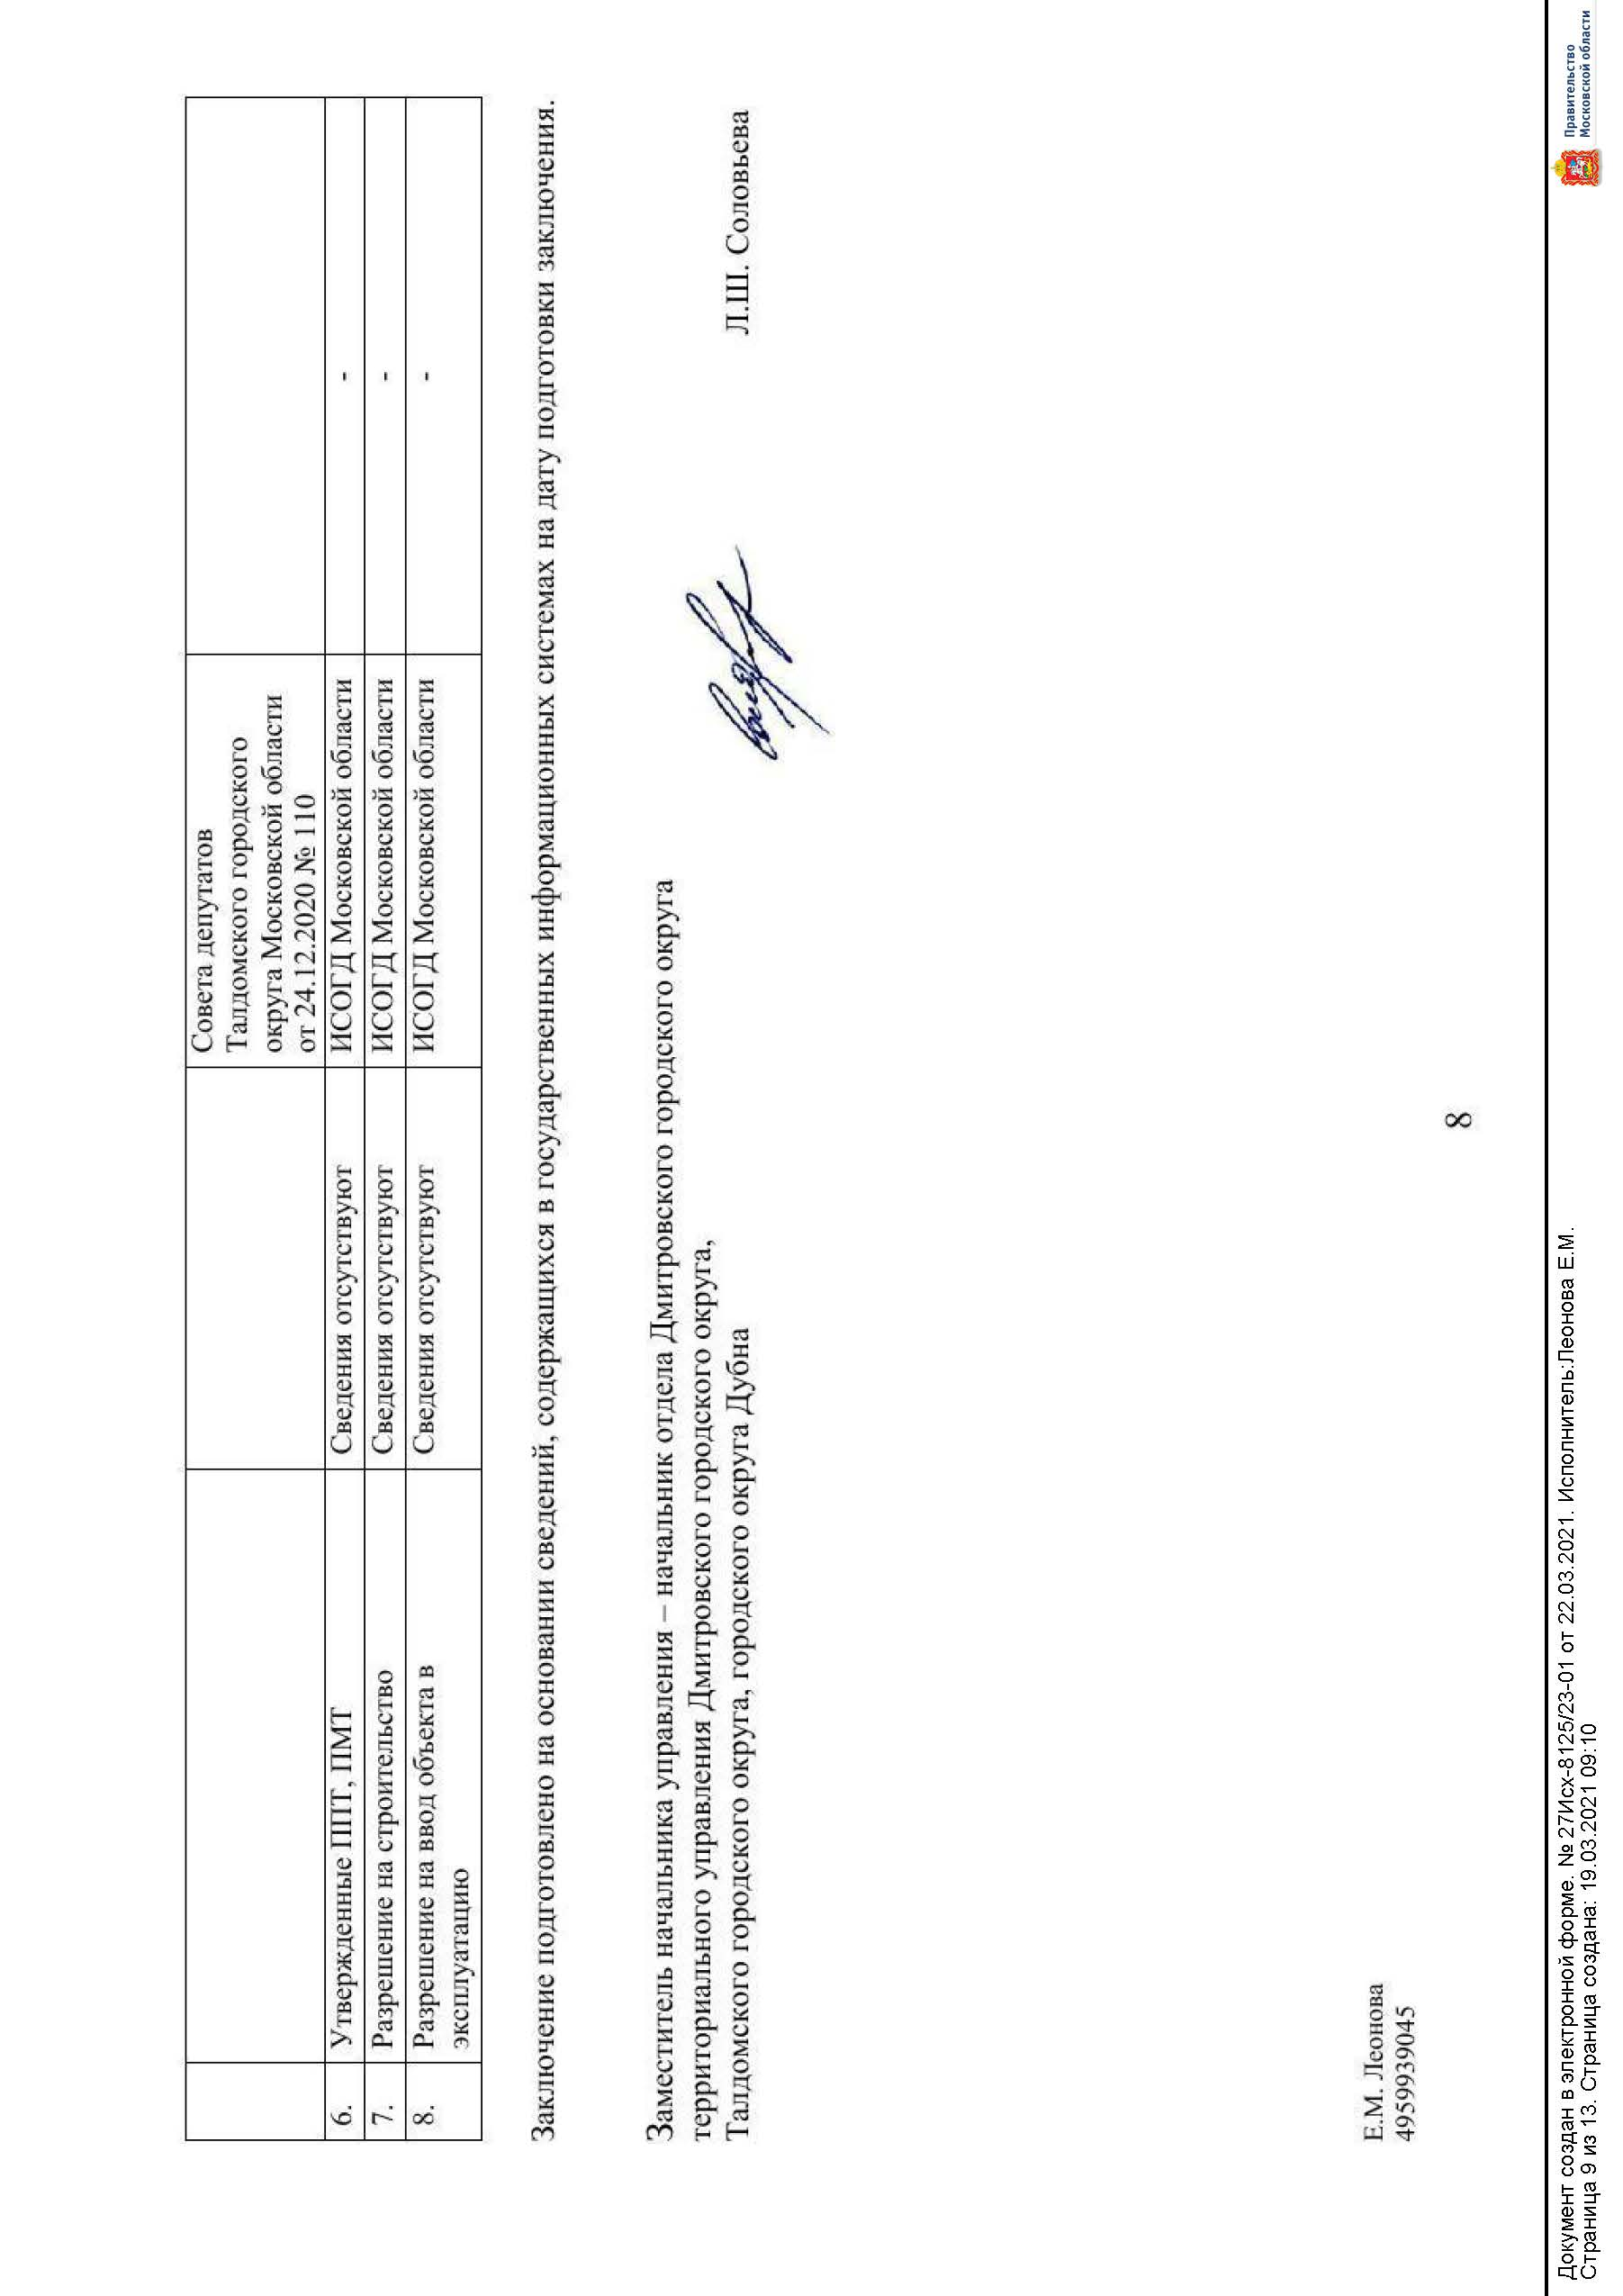 Совета депутатов
Талдомского городского
округа Московской области
от 24.12.2020 № 110
6. Утвержденные ППТ, ПМТ Сведения отсутствуют ИСОГД Московской области -
7. Разрешение на строительство Сведения отсутствуют ИСОГД Московской области -
8. Разрешение на ввод объекта в Сведения отсутствуют ИСОГД Московской области -
эксплуатацию
Заключение подготовлено на основании сведений, содержащихся в государственных информационных системах на дату подготовки заключения.
Заместитель начальника управления – начальник отдела Дмитровского городского округа
территориального управления Дмитровского городского округа,
Талдомского городского округа, городского округа Дубна Л.Ш. Соловьева
Е.М. Леонова
4959939045
8
Документ создан в электронной форме. № 27Исх-8125/23-01 от 22.03.2021. Исполнитель:Леонова Е.М.
Страница 9 из 13. Страница создана: 19.03.2021 09:10
Правительство
Московской области